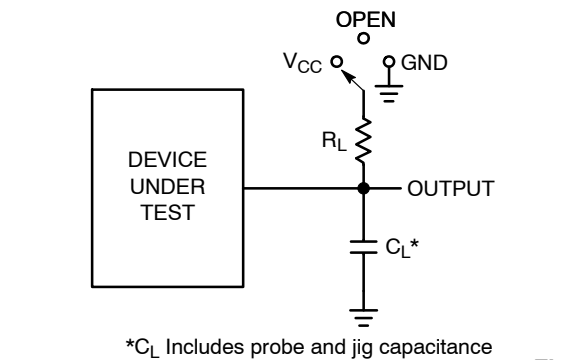 OPEN
VCC
GND
RL
DEVICE
UNDER
TEST
OUTPUT
CL*
*CL Includes probe and jig capacitance